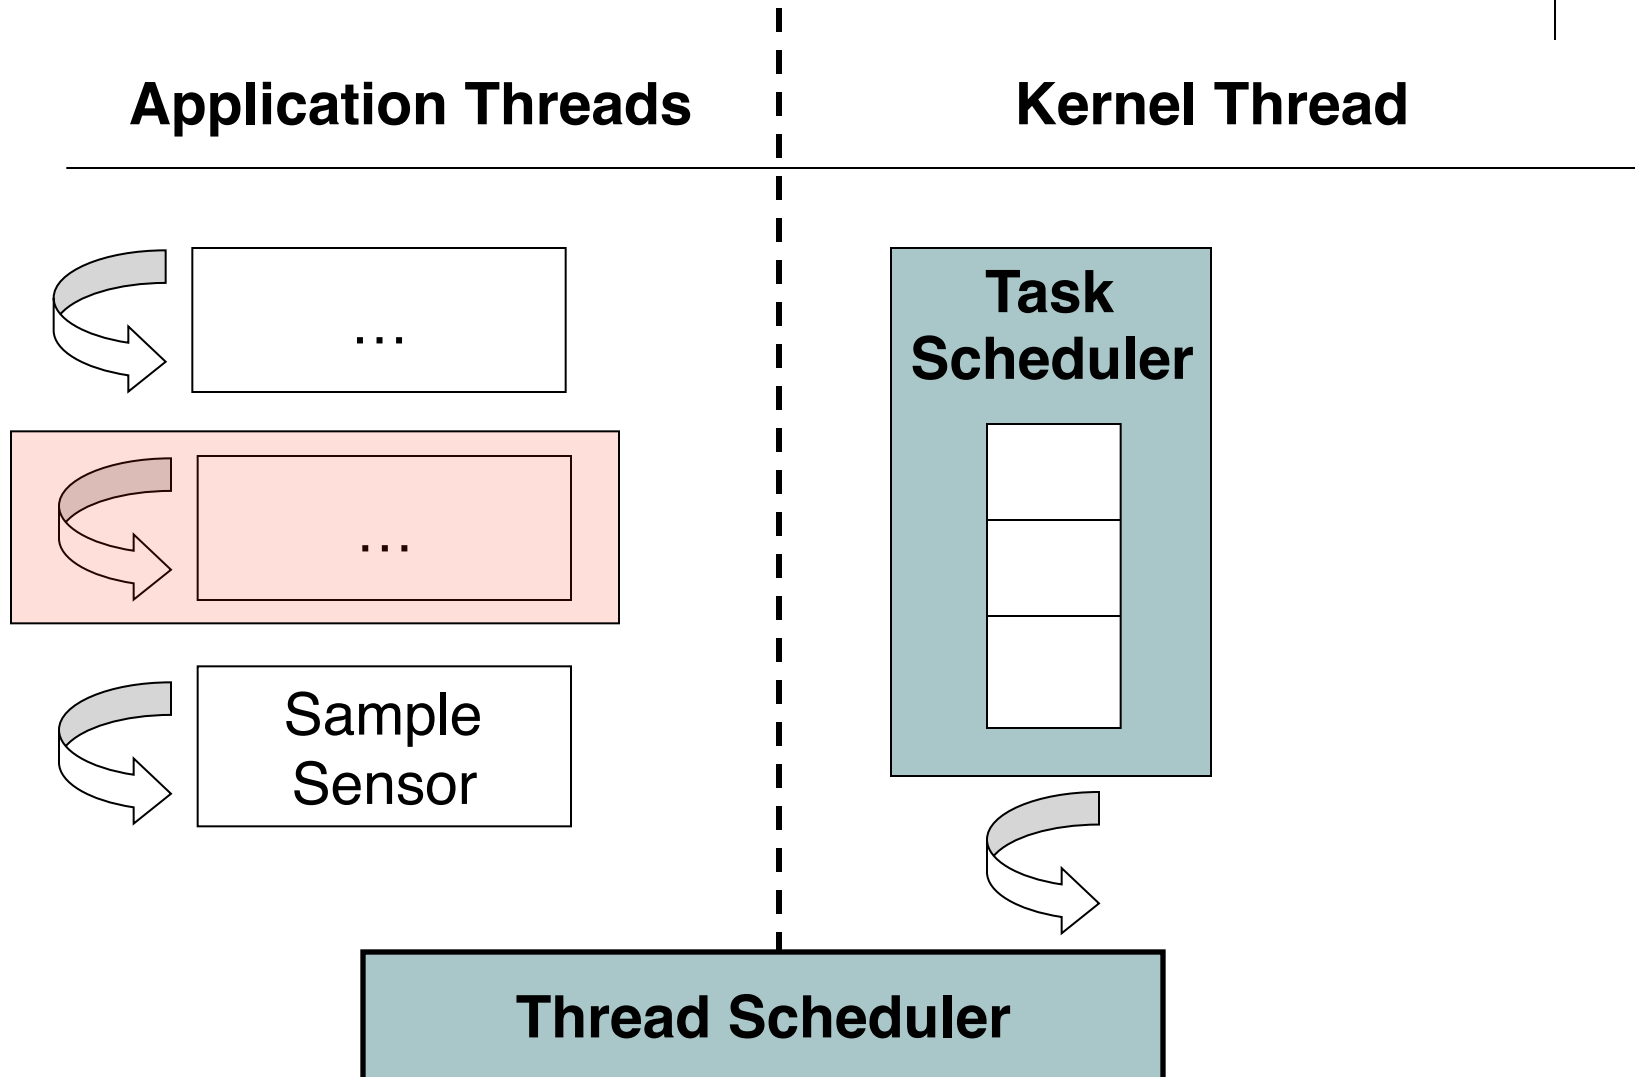 Application Threads
Kernel Thread
...
...
Sample
Sensor
Task
Scheduler
Thread Scheduler